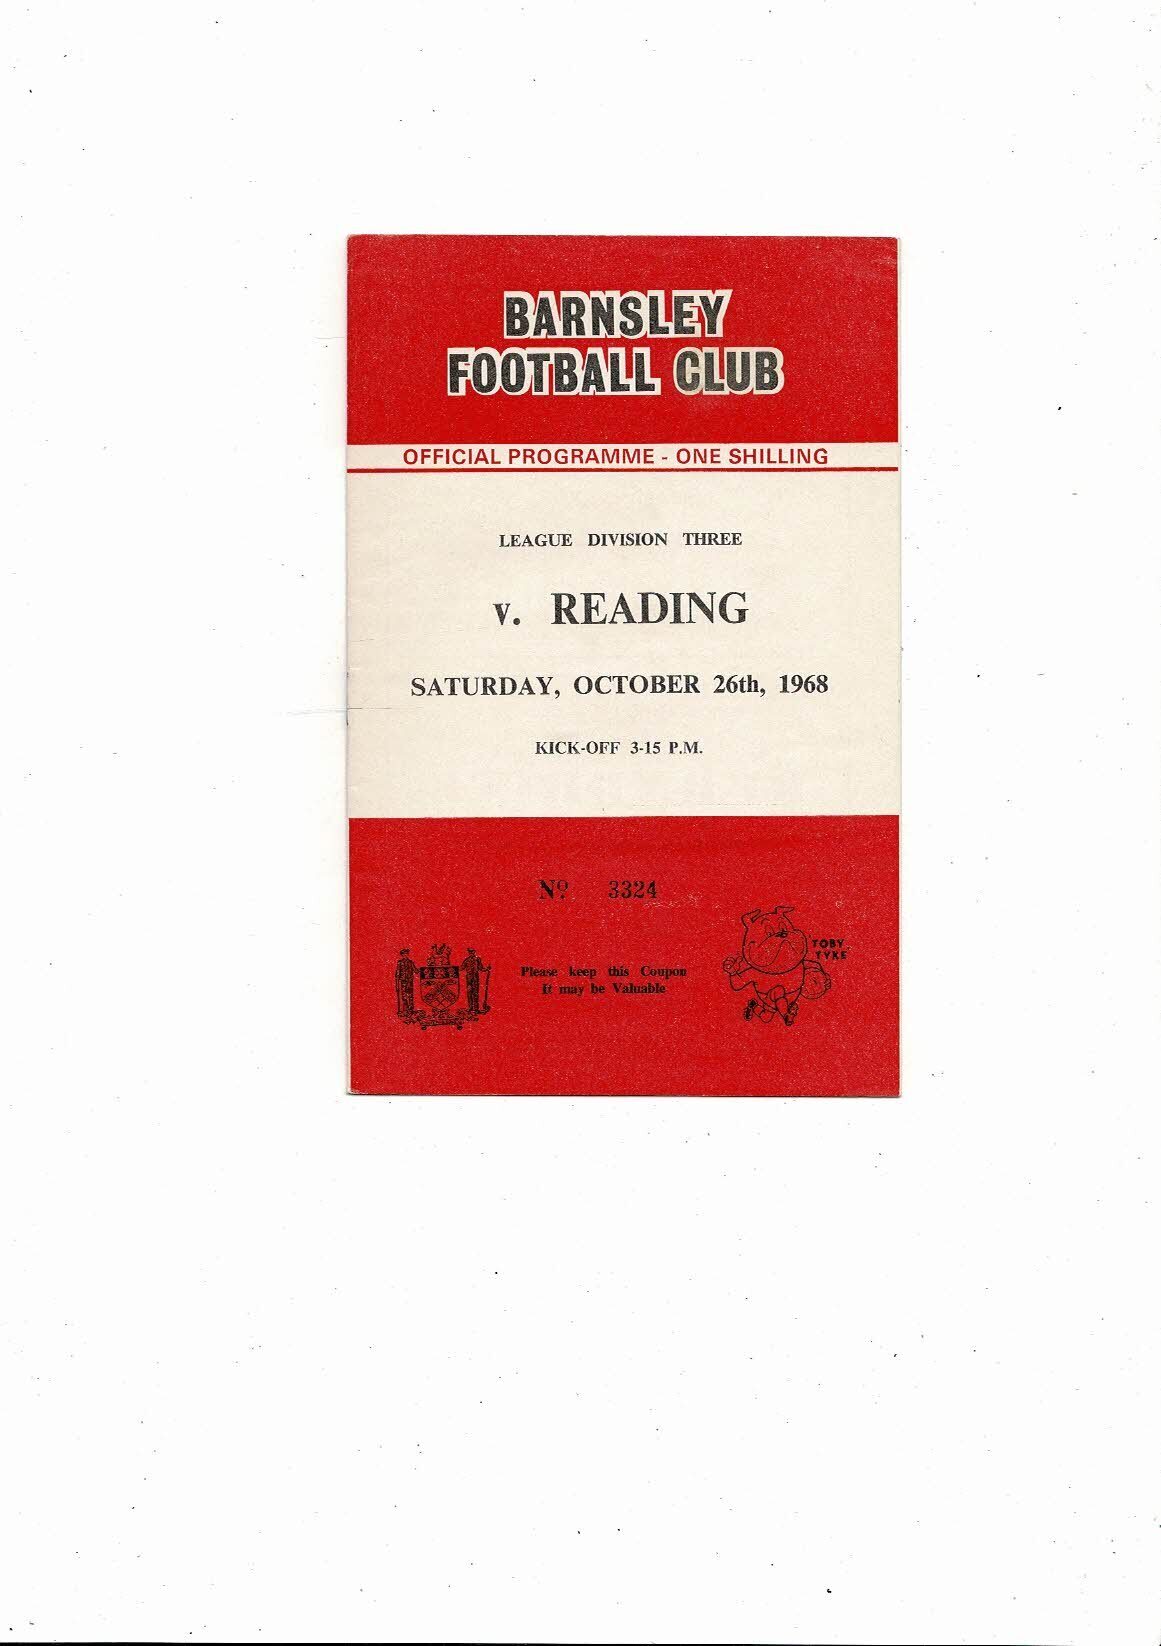 BARNSLEY
FOOTBALL CLUB
OFFICIAL PROGRAMME - ONE SHILLING
LEAGUE DIVISION THREE
v. READING
SATURDAY, OCTOBER 26th, 1968
KICK-OFF 3-15 P.M.
Nº 3324
Please keep this Coupon
It may be Valuable
TOBY
TYKE